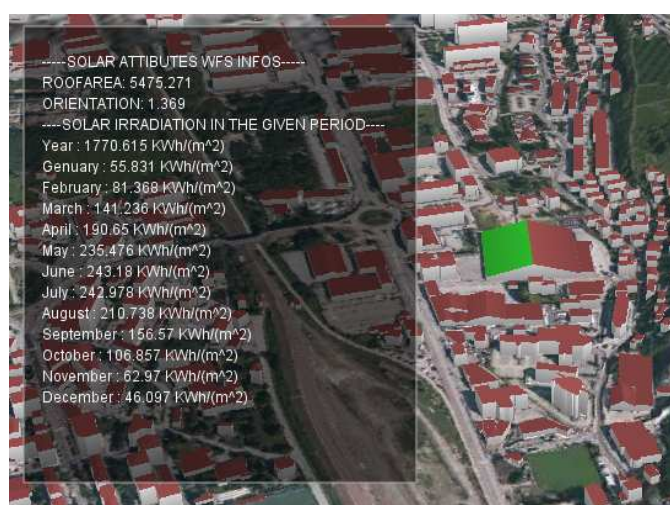 -----SOLAR ATTIBUTES WFS INFOS-----
ROOFAREA: 5475.271
ORIENTATION: 1.369
----SOLAR IRRADIATION IN THE GIVEN PERIOD----
Year : 1770.615 KWh/(m^2)
Genuary : 55.831 KWh/(m^2)
February : 81.368 KWh/(m^2)
March : 141.236 KWh/(m^2)
April : 190.65 KWh/(m^2)
May : 235.476 KWh/(m^2)
June : 243.18 KWh/(m^2)
July : 242.978 KWh/(m^2)
August : 210.738 KWh/(m^2)
September : 156.57 KWh/(m^2)
October : 106.857 KWh/(m^2)
November : 62.97 KWh/(m^2)
December : 46.097 KWh/(m^2)